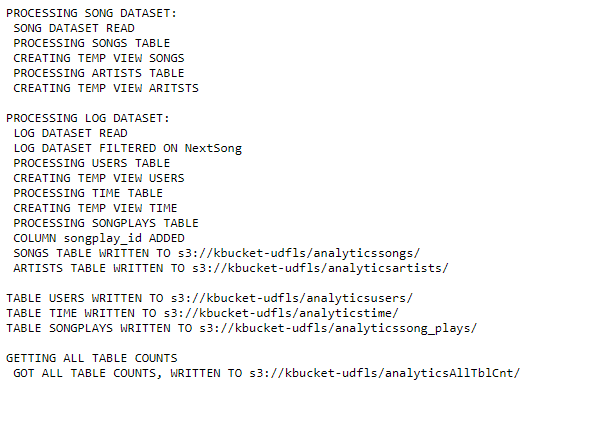 PROCESSING SONG DATASET:
SONG DATASET READ
PROCESSING SONGS TABLE
CREATING TEMP VIEW SONGS
PROCESSING ARTISTS TABLE
CREATING TEMP VIEW ARITSTS
PROCESSING LOG DATASET:
LOG DATASET READ
LOG DATASET FILTERED ON NextSong
PROCESSING USERS TABLE
CREATING TEMP VIEW USERS
PROCESSING TIME TABLE
CREATING TEMP VIEW TIME
PROCESSING SONGPLAYS TABLE
COLUMN songplay_id ADDED
SONGS TABLE WRITTEN TO s3://kbucket-udfls/analyticssongs/
ARTISTS TABLE WRITTEN TO s3://kbucket-udfls/analyticsartists/
TABLE USERS WRITTEN TO s3://kbucket-udfls/analyticsusers/
TABLE TIME WRITTEN TO s3://kbucket-udfls/analyticstime/
TABLE SONGPLAYS WRITTEN TO s3://kbucket-udfls/analyticssong_plays/
GETTING ALL TABLE COUNTS
GOT ALL TABLE COUNTS, WRITTEN TO s3://kbucket-udfls/analyticsAllTblCnt/